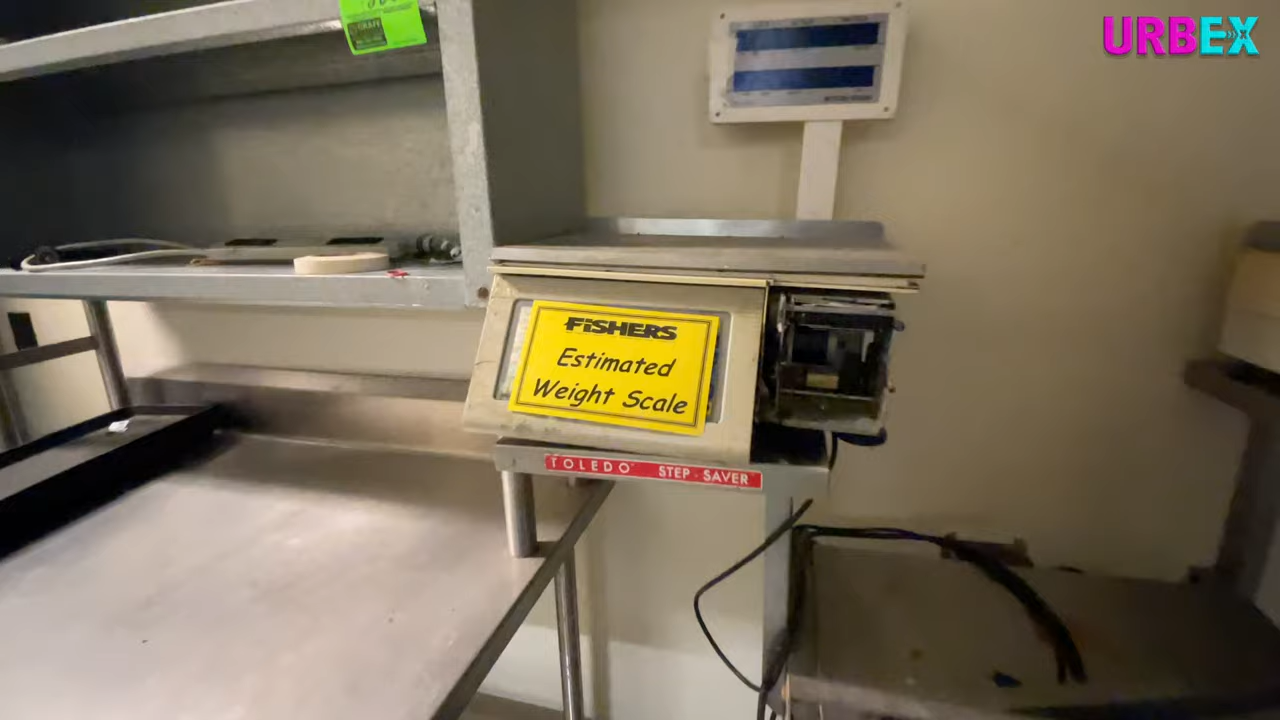 URBEX
FISHERS
Estimated
Weight Scale
TOLEDO STEP-SAVER